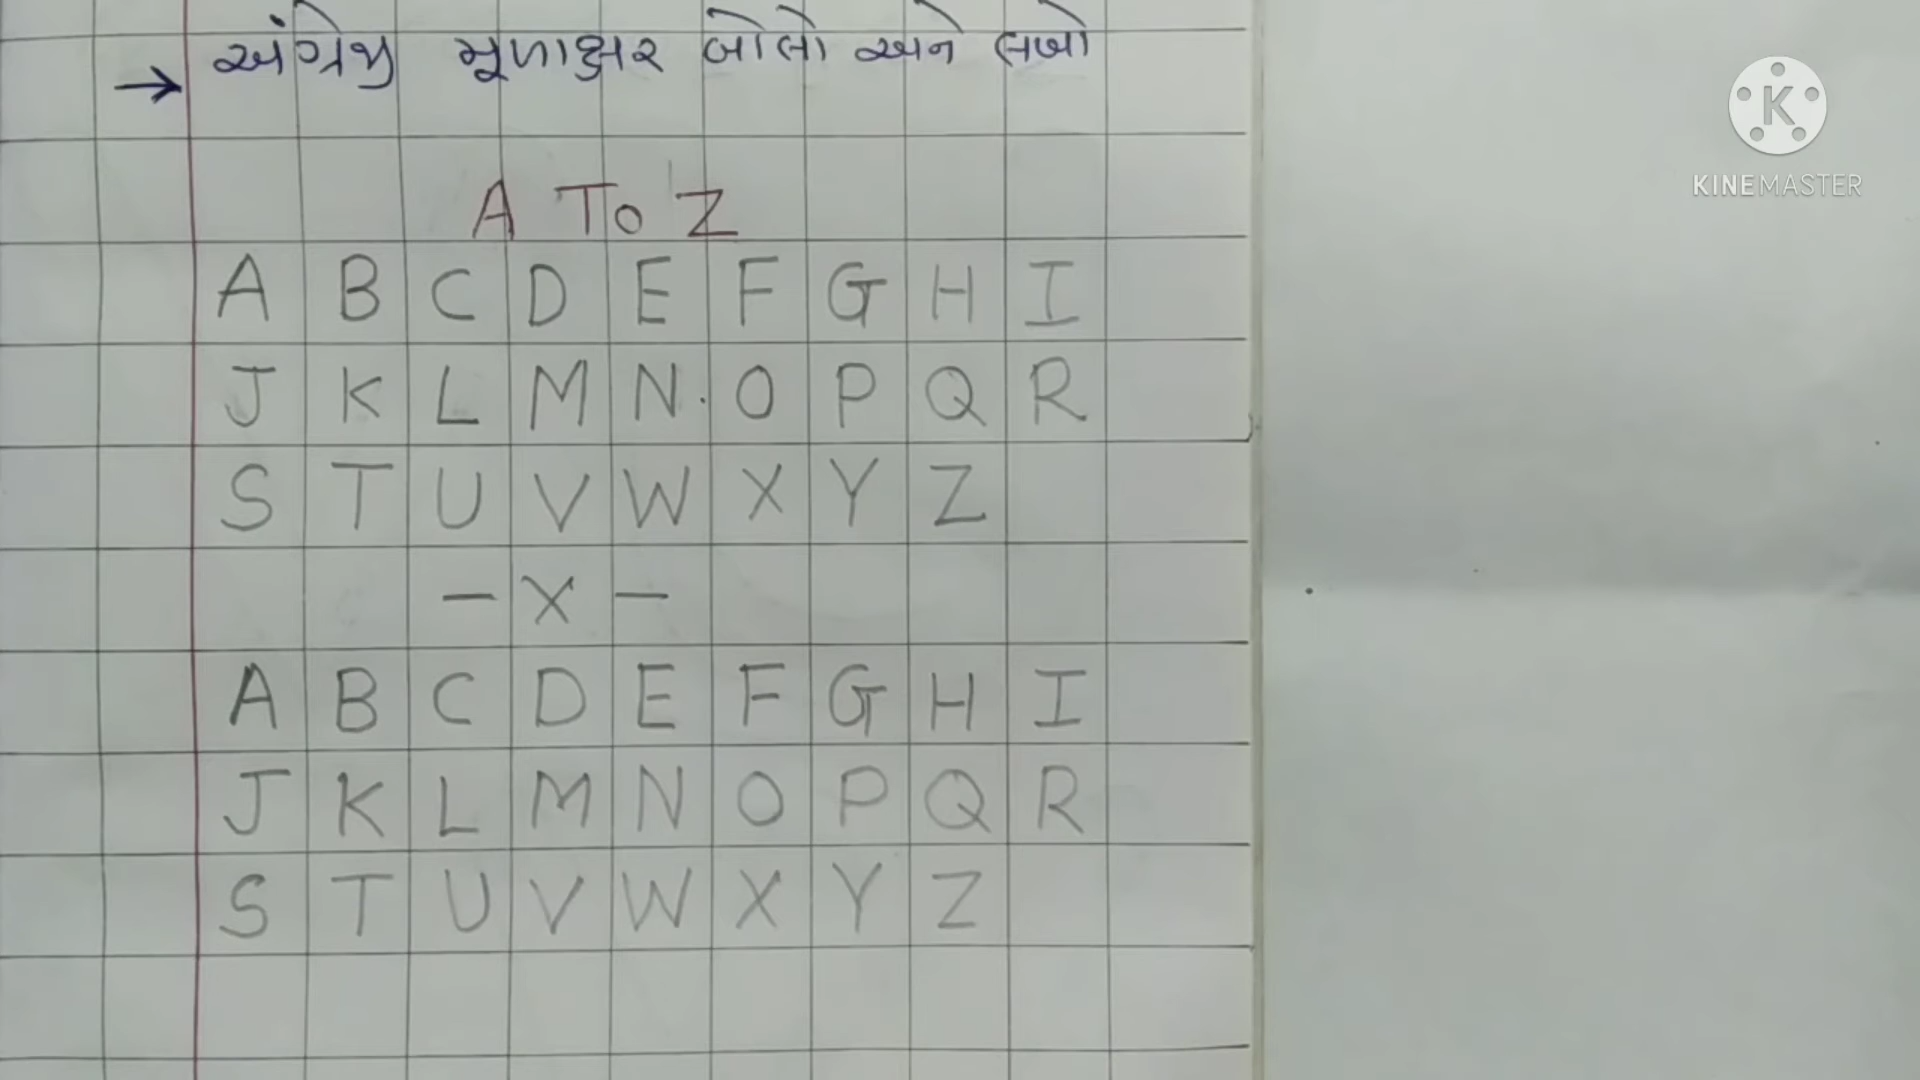 → અંગ્રેજી મૂળાક્ષર બોલો અને લખો
A To Z
A B C D E F G H I
J K L M N. O P Q R
S T U V W X Y Z
- X -
A B C D E F G H I
J K L M N O P Q R
S T U V W X Y Z
K
KINEMASTER